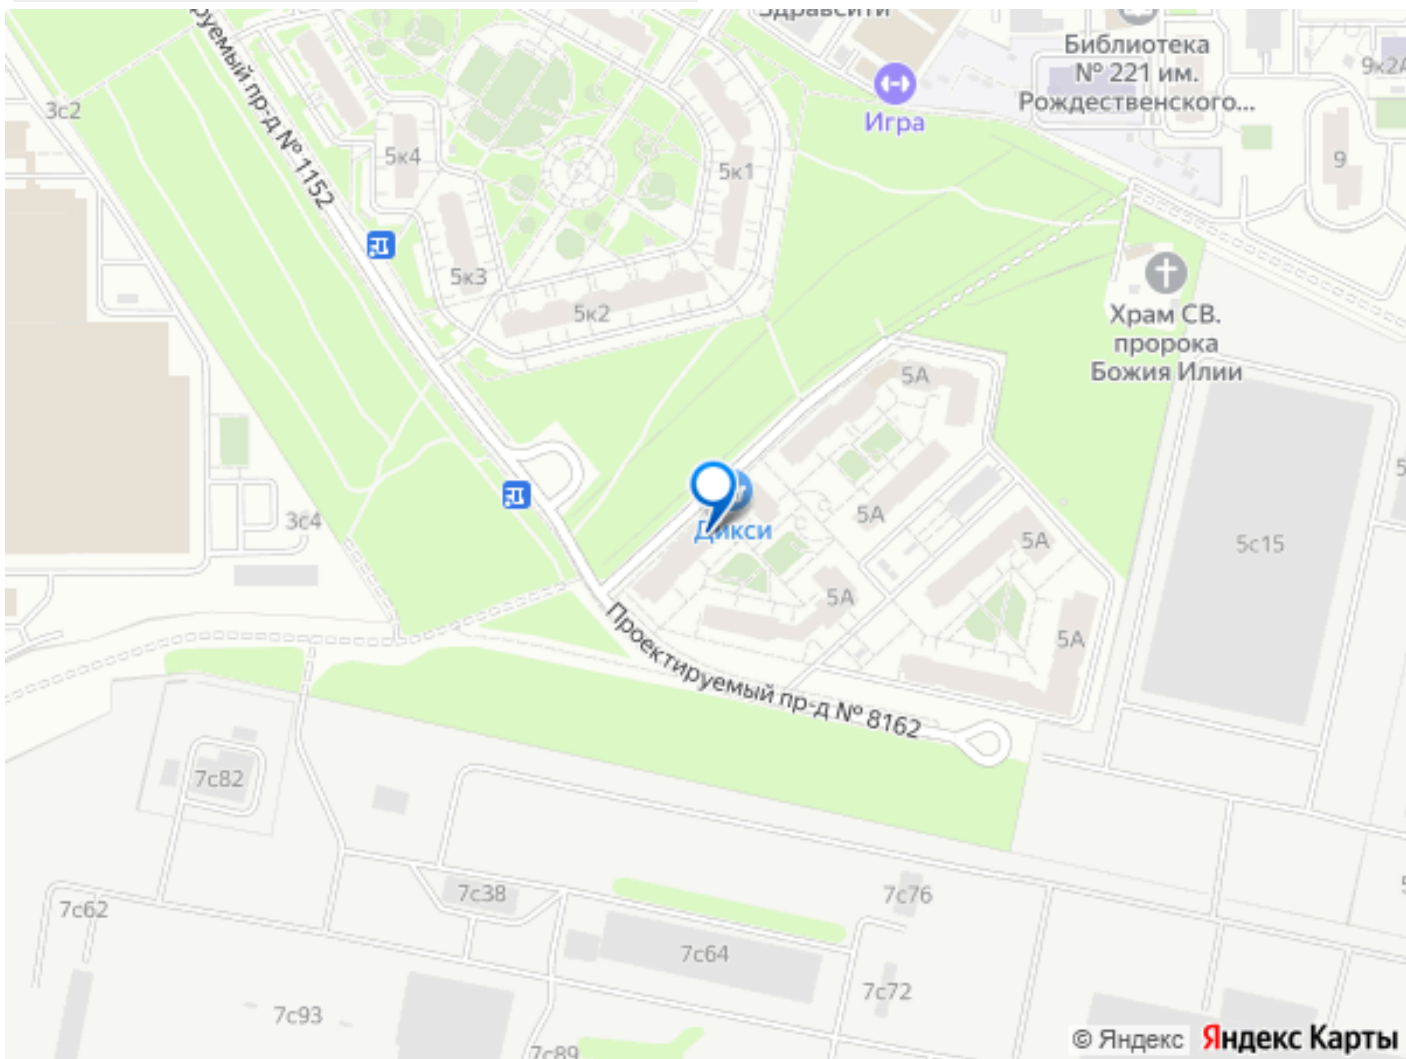 Здравсити
Библиотека
№ 221 им.
Рождественского...
9к2А
3с2
руемый пр-д № 1152
Игра
5к4
5к1
9
5к3
5к2
Храм СВ.
пророка
Божия Илии
5А
Дикси
5А
3с4
5А
5с15
5А
5А
Проектируемый пр-д № 8162
7с82
7с38
7с76
7с62
7с64
7с72
7с93
7с89
© Яндекс Яндекс Карты